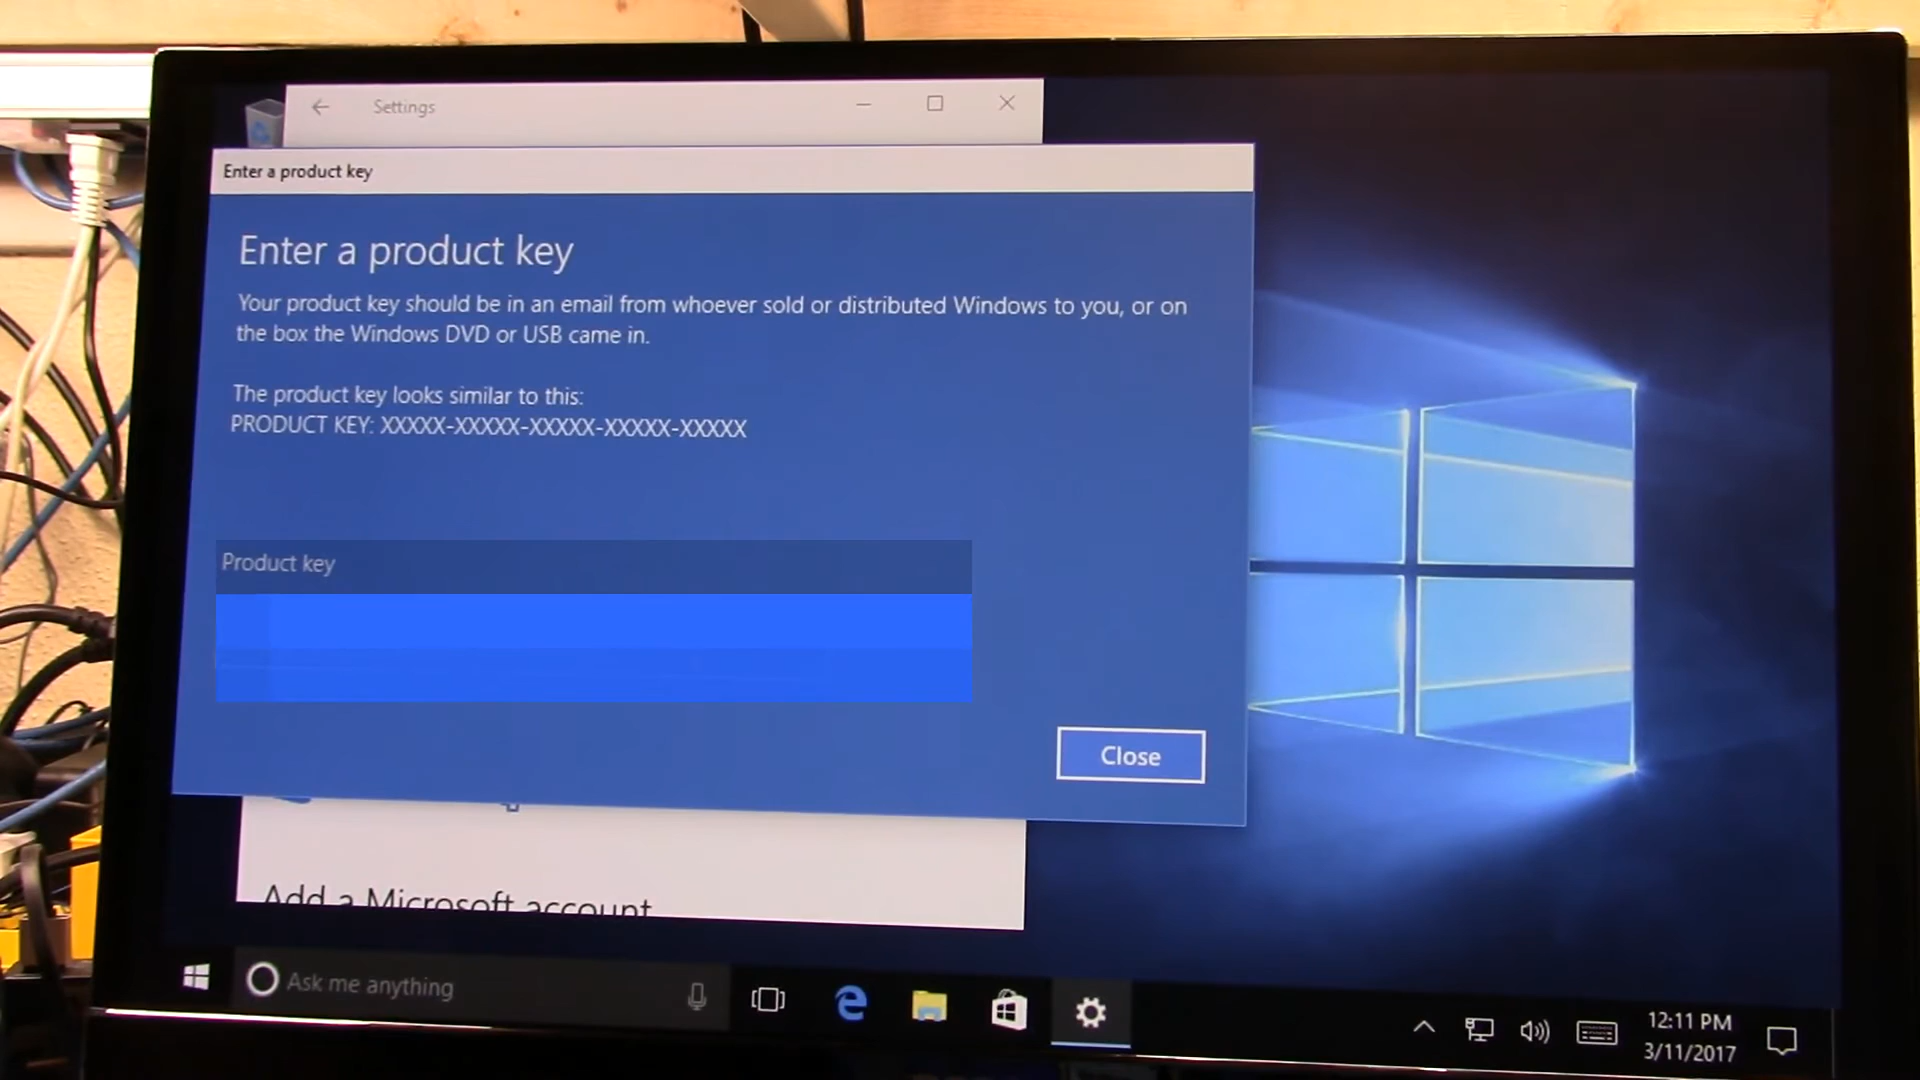 Settings
Enter a product key
Enter a product key
Your product key should be in an email from whoever sold or distributed Windows to you, or on
the box the Windows DVD or USB came in.
The product key looks similar to this:
PRODUCT KEY: XXXXX-XXXXX-XXXXX-XXXXX-XXXXX
Product key
Close
Add a Microsoft account
Ask me anything
12:11 PM
3/11/2017